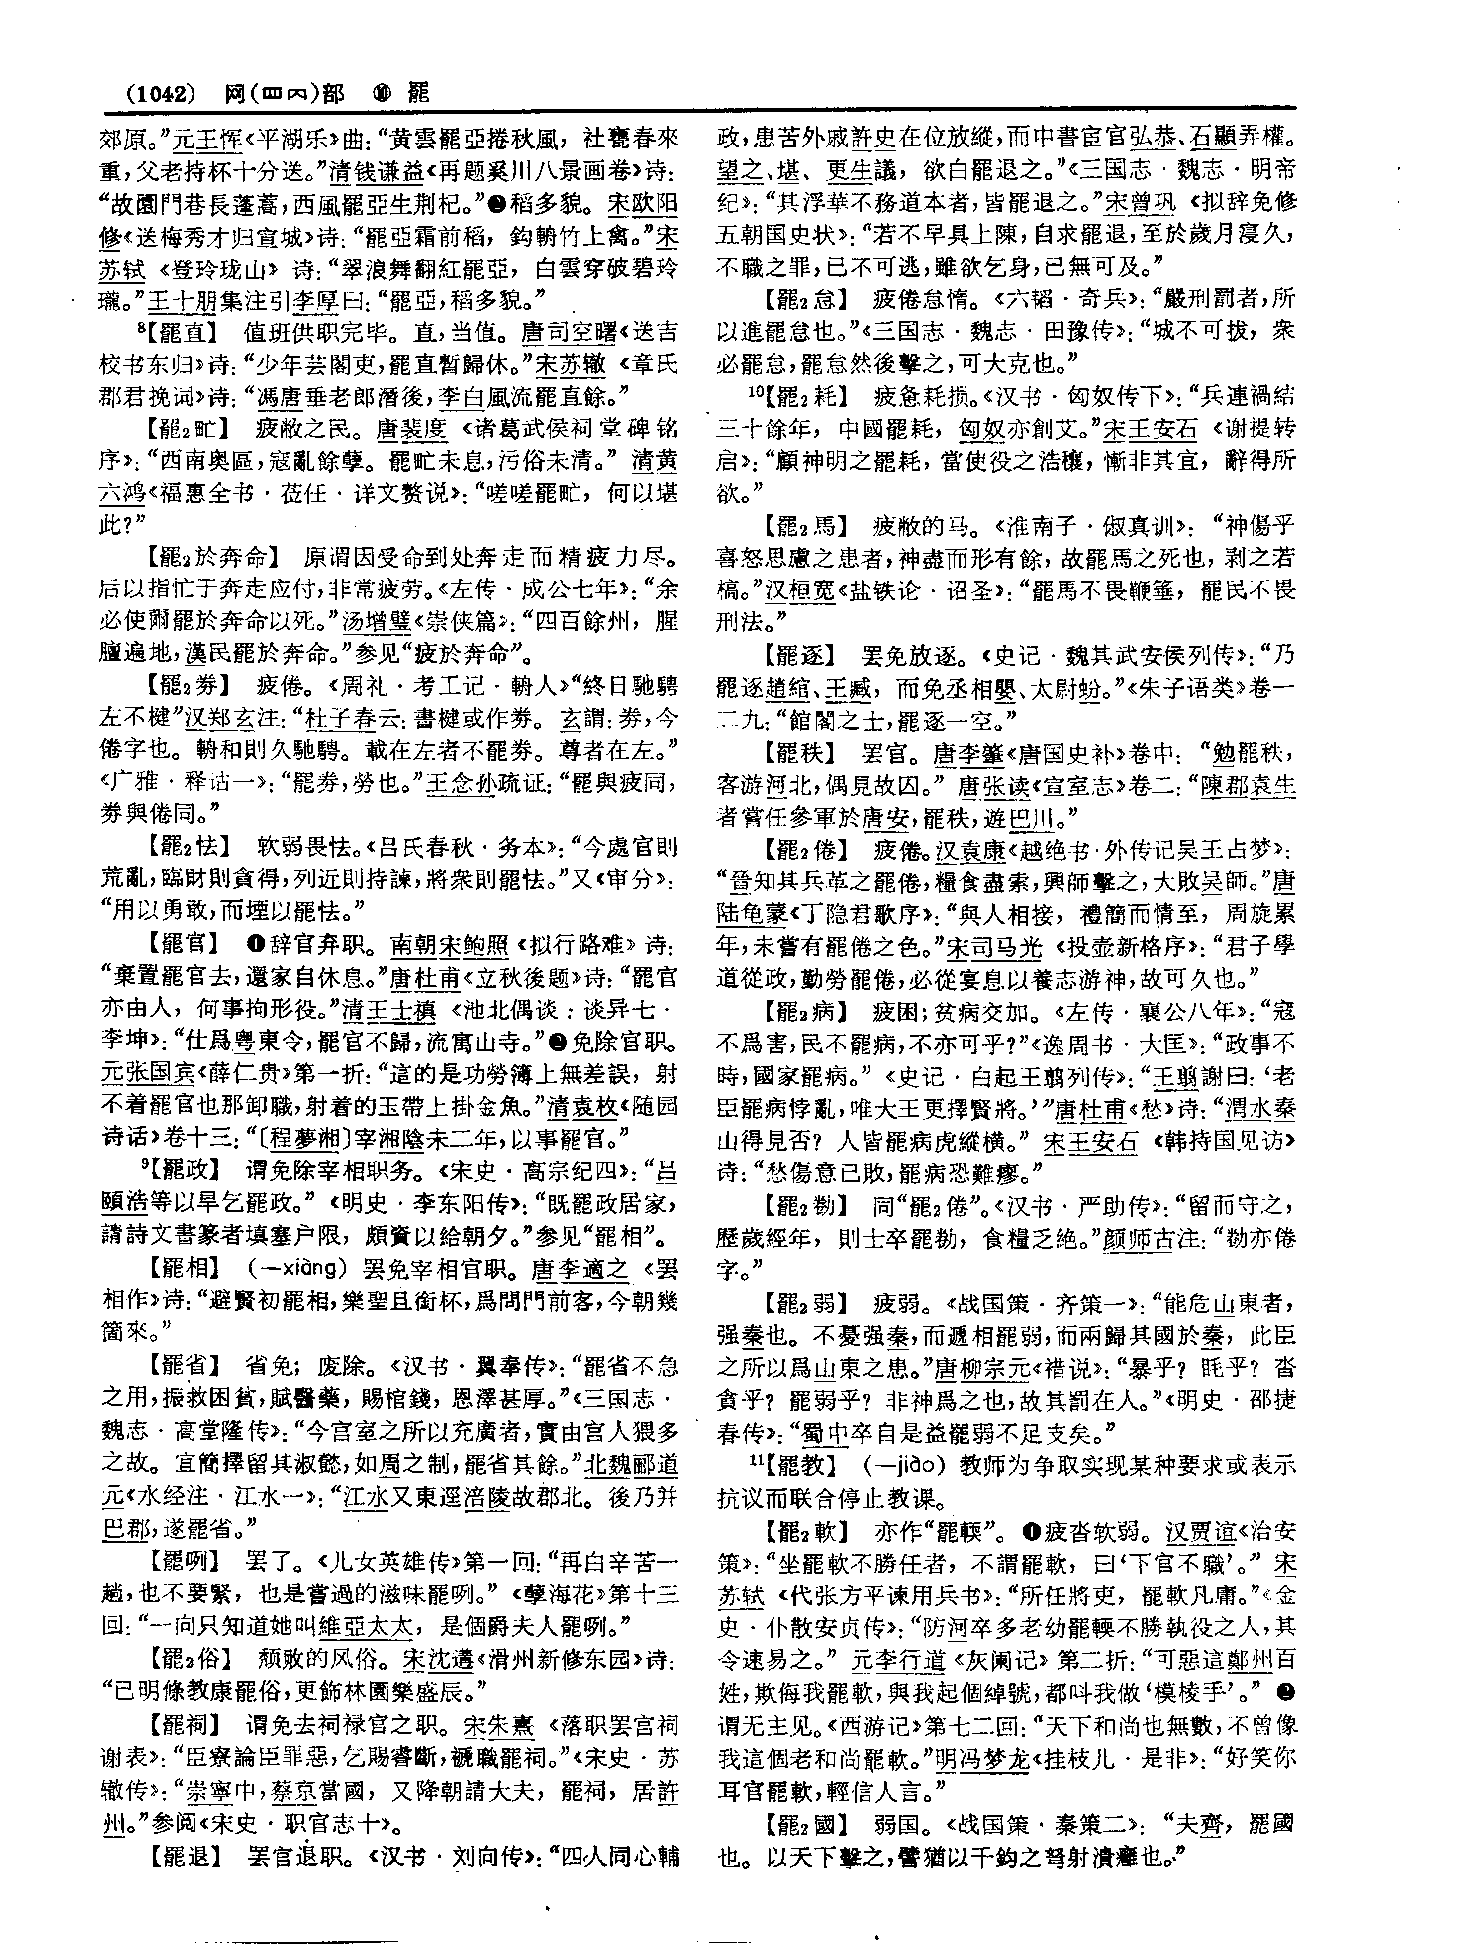 (1042) 网(罒𦉫)部 ⑩ 罷
郊原。”元王恽《平湖乐》曲：“黄雲罷亞捲秋風，社甕春來
重，父老持杯十分送。”清钱谦益《再题奚川八景画卷》诗：
“故園門巷長蓬蒿，西風罷亞生荆杞。”❷稻多貌。宋欧阳
修《送梅秀才归宣城》诗：“罷亞霜前稻，鈎輈竹上禽。”宋
苏轼《登玲珑山》诗：“翠浪舞翻紅罷亞，白雲穿破碧玲
瓏。”王十朋集注引李厚曰：“罷亞，稻多貌。”
⁸【罷直】 值班供职完毕。直，当值。唐司空曙《送吉
校书东归》诗：“少年芸閣吏，罷直暫歸休。”宋苏辙《章氏
郡君挽词》诗：“馮唐垂老郎潛後，李白風流罷直餘。”
【罷₂甿】 疲敝之民。唐裴度《诸葛武侯祠堂碑铭
序》：“西南奥區，寇亂餘孽。罷甿未息，污俗未清。”清黄
六鸿《福惠全书·莅任·详文赘说》：“嗟嗟罷甿，何以堪
此？”
【罷₂於奔命】 原谓因受命到处奔走而精疲力尽。
后以指忙于奔走应付，非常疲劳。《左传·成公七年》：“余
必使爾罷於奔命以死。”汤增璧《崇侠篇》：“四百餘州，腥
膻遍地，漢民罷於奔命。”参见“疲於奔命”。
【罷₂劵】 疲倦。《周礼·考工记·輈人》“終日馳騁
左不楗”汉郑玄注：“杜子春云：書楗或作劵。玄謂：劵，今
倦字也。輈和則久馳騁。載在左者不罷劵。尊者在左。”
《广雅·释诂一》：“罷劵，勞也。”王念孙疏证：“罷與疲同，
劵與倦同。”
【罷₂怯】 软弱畏怯。《吕氏春秋·务本》：“今處官則
荒亂，臨財則貪得，列近則持諫，將衆則罷怯。”又《审分》：
“用以勇敢，而堙以罷怯。”
【罷官】 ❶辞官弃职。南朝宋鲍照《拟行路难》诗：
“棄置罷官去，還家自休息。”唐杜甫《立秋後题》诗：“罷官
亦由人，何事拘形役。”清王士禛《池北偶谈：谈异七·
李坤》：“仕爲粤東令，罷官不歸，流寓山寺。”❷免除官职。
元张国宾《薛仁贵》第一折：“這的是功勞簿上無差誤，射
不着罷官也那卸職，射着的玉帶上掛金魚。”清袁枚《随园
诗话》卷十三：“〔程夢湘〕宰湘陰未二年，以事罷官。”
⁹【罷政】 谓免除宰相职务。《宋史·高宗纪四》：“吕
頤浩等以旱乞罷政。”《明史·李东阳传》：“既罷政居家，
請詩文書篆者填塞户限，頗資以給朝夕。”参见“罷相”。
【罷相】（—xiàng）罢免宰相官职。唐李適之《罢
相作》诗：“避賢初罷相，樂聖且銜杯，爲問門前客，今朝幾
箇來。”
【罷省】 省免；废除。《汉书·翼奉传》：“罷省不急
之用，振救困貧，賦醫藥，賜棺錢，恩澤甚厚。”《三国志·
魏志·高堂隆传》：“今宫室之所以充廣者，實由宫人猥多
之故。宜簡擇留其淑懿，如周之制，罷省其餘。”北魏郦道
元《水经注·江水一》：“江水又東逕涪陵故郡北。後乃并
巴郡，遂罷省。”
【罷咧】 罢了。《儿女英雄传》第一回：“再白辛苦一
趟，也不要緊，也是嘗過的滋味罷咧。”《孽海花》第十三
回：“一向只知道她叫維亞太太，是個爵夫人罷咧。”
【罷₂俗】 颓败的风俗。宋沈遘《滑州新修东园》诗：
“已明條教康罷俗，更飾林園樂盛辰。”
【罷祠】 谓免去祠禄官之职。宋朱熹《落职罢宫祠
谢表》：“臣寮論臣罪惡，乞賜睿斷，褫職罷祠。”《宋史·苏
辙传》：“崇寧中，蔡京當國，又降朝請大夫，罷祠，居許
州。”参阅《宋史·职官志十》。
【罷退】 罢官退职。《汉书·刘向传》：“四人同心輔
政，患苦外戚許史在位放縱，而中書宦官弘恭、石顯弄權。
望之、堪、更生議，欲白罷退之。”《三国志·魏志·明帝
纪》：“其浮華不務道本者，皆罷退之。”宋曾巩《拟辞免修
五朝国史状》：“若不早具上陳，自求罷退，至於歲月寖久，
不職之罪，已不可逃，雖欲乞身，已無可及。”
【罷₂怠】 疲倦怠惰。《六韬·奇兵》：“嚴刑罰者，所
以進罷怠也。”《三国志·魏志·田豫传》：“城不可拔，衆
必罷怠，罷怠然後擊之，可大克也。”
¹⁰【罷₂耗】 疲惫耗损。《汉书·匈奴传下》：“兵連禍結
三十餘年，中國罷耗，匈奴亦創艾。”宋王安石《谢提转
启》：“顧神明之罷耗，當使役之浩穰，慚非其宜，辭得所
欲。”
【罷₂馬】 疲敝的马。《淮南子·俶真训》：“神傷乎
喜怒思慮之患者，神盡而形有餘，故罷馬之死也，剥之若
槁。”汉桓宽《盐铁论·诏圣》：“罷馬不畏鞭箠，罷民不畏
刑法。”
【罷逐】 罢免放逐。《史记·魏其武安侯列传》：“乃
罷逐趙綰、王臧，而免丞相嬰、太尉蚡。”《朱子语类》卷一
二九：“館閣之士，罷逐一空。”
【罷秩】 罢官。唐李肇《唐国史补》卷中：“勉罷秩，
客游河北，偶見故囚。”唐张读《宣室志》卷二：“陳郡袁生
者嘗任參軍於唐安，罷秩，遊巴川。”
【罷₂倦】 疲倦。汉袁康《越绝书·外传记吴王占梦》：
“晉知其兵革之罷倦，糧食盡索，興師擊之，大敗吴師。”唐
陆龟蒙《丁隐君歌序》：“與人相接，禮簡而情至，周旋累
年，未嘗有罷倦之色。”宋司马光《投壶新格序》：“君子學
道從政，勤勞罷倦，必從宴息以養志游神，故可久也。”
【罷₂病】 疲困；贫病交加。《左传·襄公八年》：“寇
不爲害，民不罷病，不亦可乎？”《逸周书·大匡》：“政事不
時，國家罷病。”《史记·白起王翦列传》：“王翦謝曰：‘老
臣罷病悖亂，唯大王更擇賢將。’”唐杜甫《愁》诗：“渭水秦
山得見否？人皆罷病虎縱横。”宋王安石《韩持国见访》
诗：“愁傷意已敗，罷病恐難瘳。”
【罷₂勌】 同“罷₂倦”。《汉书·严助传》：“留而守之，
歷歲經年，則士卒罷勌，食糧乏絶。”颜师古注：“勌亦倦
字。”
【罷₂弱】 疲弱。《战国策·齐策一》：“能危山東者，
强秦也。不憂强秦，而遞相罷弱，而兩歸其國於秦，此臣
之所以爲山東之患。”唐柳宗元《䄍说》：“暴乎？眊乎？沓
貪乎？罷弱乎？非神爲之也，故其罰在人。”《明史·邵捷
春传》：“蜀中卒自是益罷弱不足支矣。”
¹¹【罷教】（—jiào）教师为争取实现某种要求或表示
抗议而联合停止教课。
【罷₂軟】 亦作“罷輭”。❶疲沓软弱。汉贾谊《治安
策》：“坐罷軟不勝任者，不謂罷軟，曰‘下官不職’。”宋
苏轼《代张方平谏用兵书》：“所任將吏，罷軟凡庸。”《金
史·仆散安贞传》：“防河卒多老幼罷輭不勝執役之人，其
令速易之。”元李行道《灰阑记》第二折：“可惡這鄭州百
姓，欺侮我罷軟，與我起個綽號，都叫我做‘模棱手’。”❷
谓无主见。《西游记》第七二回：“天下和尚也無數，不曾像
我這個老和尚罷軟。”明冯梦龙《挂枝儿·是非》：“好笑你
耳官罷軟，輕信人言。”
【罷₂國】 弱国。《战国策·秦策二》：“夫齊，罷國
也。以天下擊之，譬猶以千鈞之弩射潰癰也。”